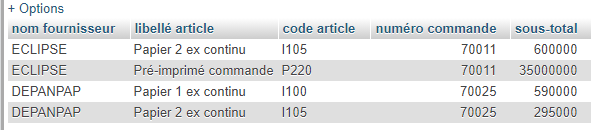 + Options
nom fournisseur libellé article code article numéro commande sous-total
ECLIPSE Papier 2 ex continu I105 70011 600000
ECLIPSE Pré-imprimé commande P220 70011 35000000
DEPANPAP Papier 1 ex continu I100 70025 590000
DEPANPAP Papier 2 ex continu I105 70025 295000